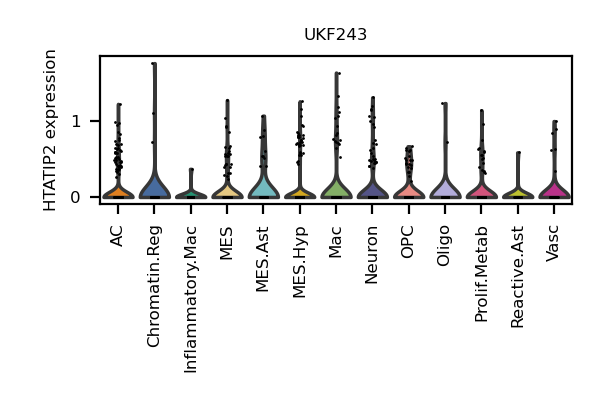 UKF243
HTATIP2 expression
1
0
AC
Chromatin.Reg
Inflammatory.Mac
MES
MES.Ast
MES.Hyp
Mac
Neuron
OPC
Oligo
Prolif.Metab
Reactive.Ast
Vasc